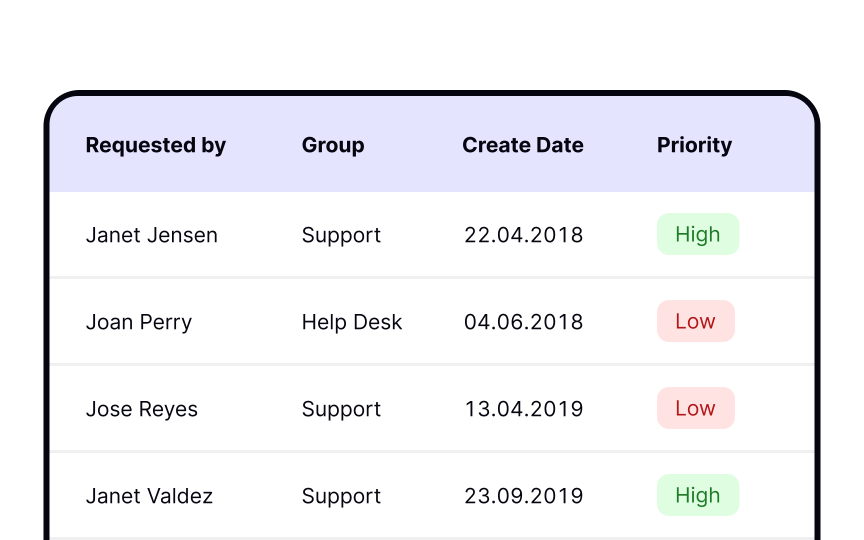 Requested by Group Create Date Priority
Janet Jensen Support 22.04.2018 High
Joan Perry Help Desk 04.06.2018 Low
Jose Reyes Support 13.04.2019 Low
Janet Valdez Support 23.09.2019 High